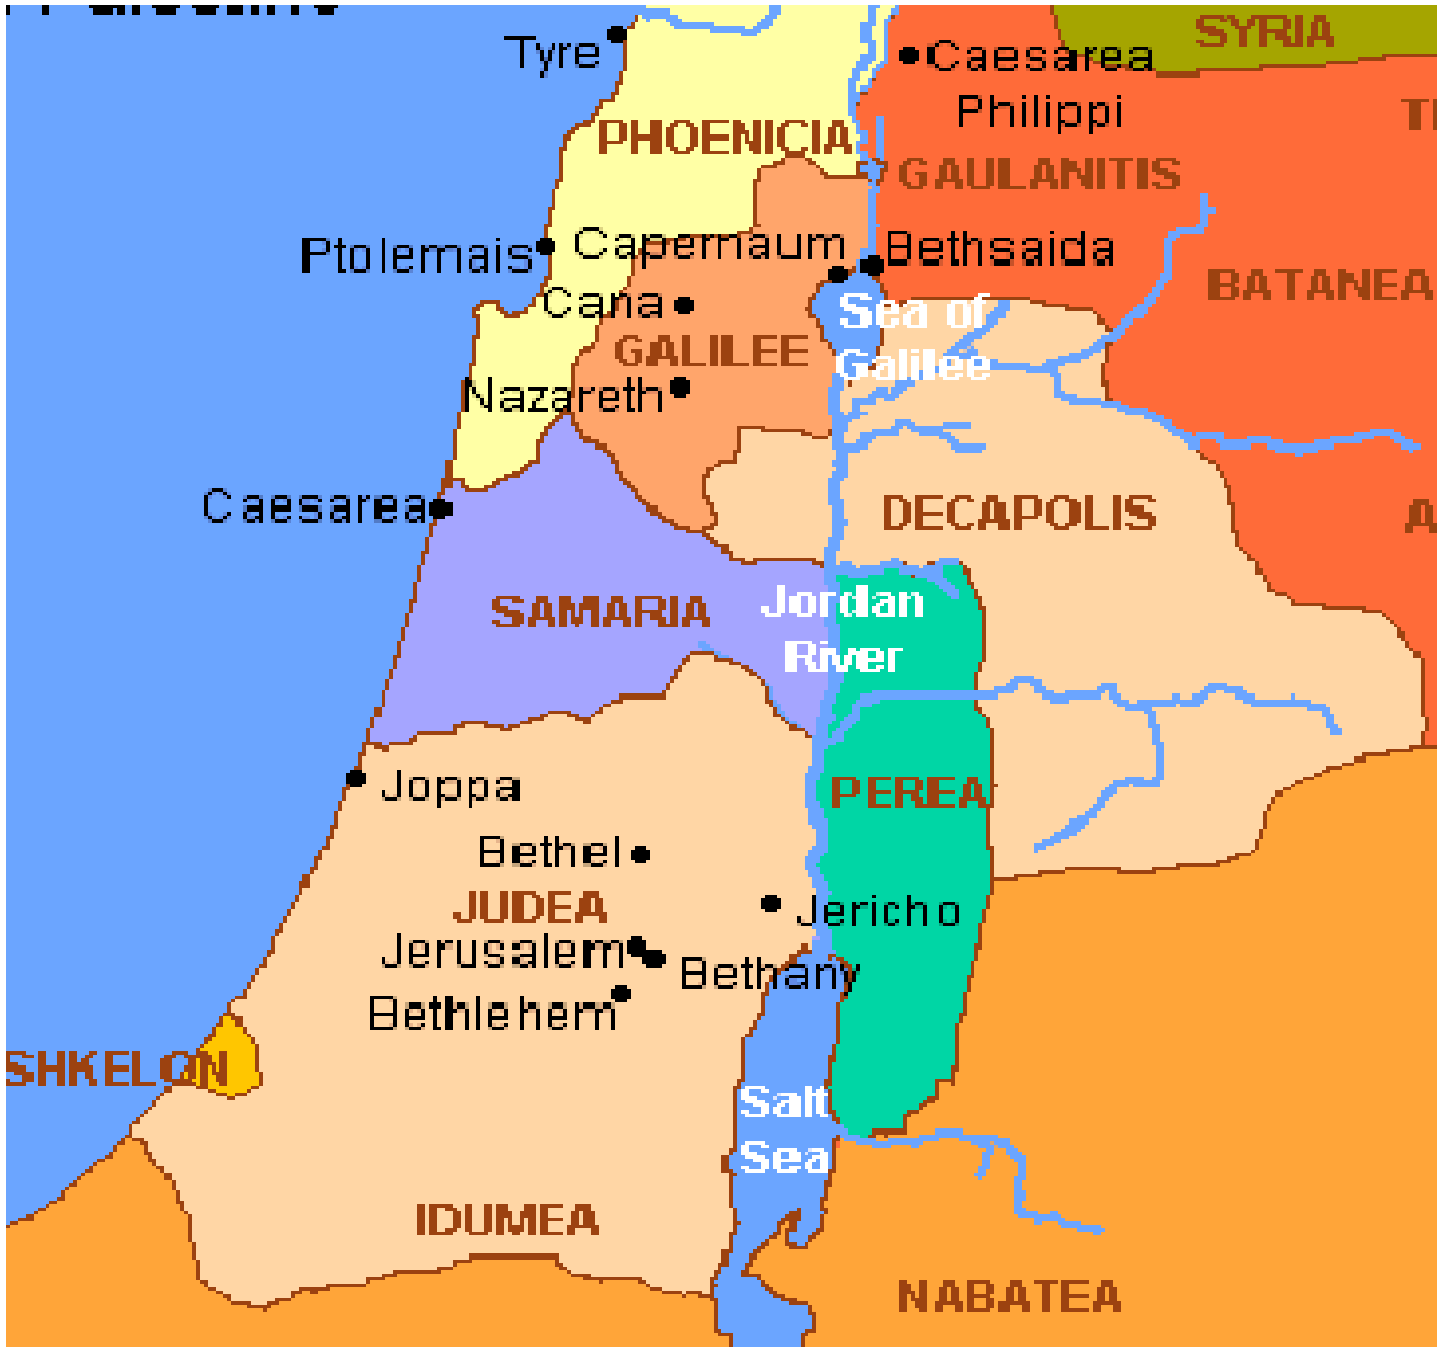 SYRIA
Tyre
Caesarea
Philippi
PHOENICIA
GAULANITIS
Ptolemais
Capernaum
Bethsaida
BATANEA
Cana
Sea of
Galilee
GALILEE
Nazareth
Caesarea
DECAPOLIS
SAMARIA
Jordan
River
Joppa
PEREA
Bethel
JUDEA
Jericho
Jerusalem
Bethany
Bethlehem
SHKELON
Salt
Sea
IDUMEA
NABATEA